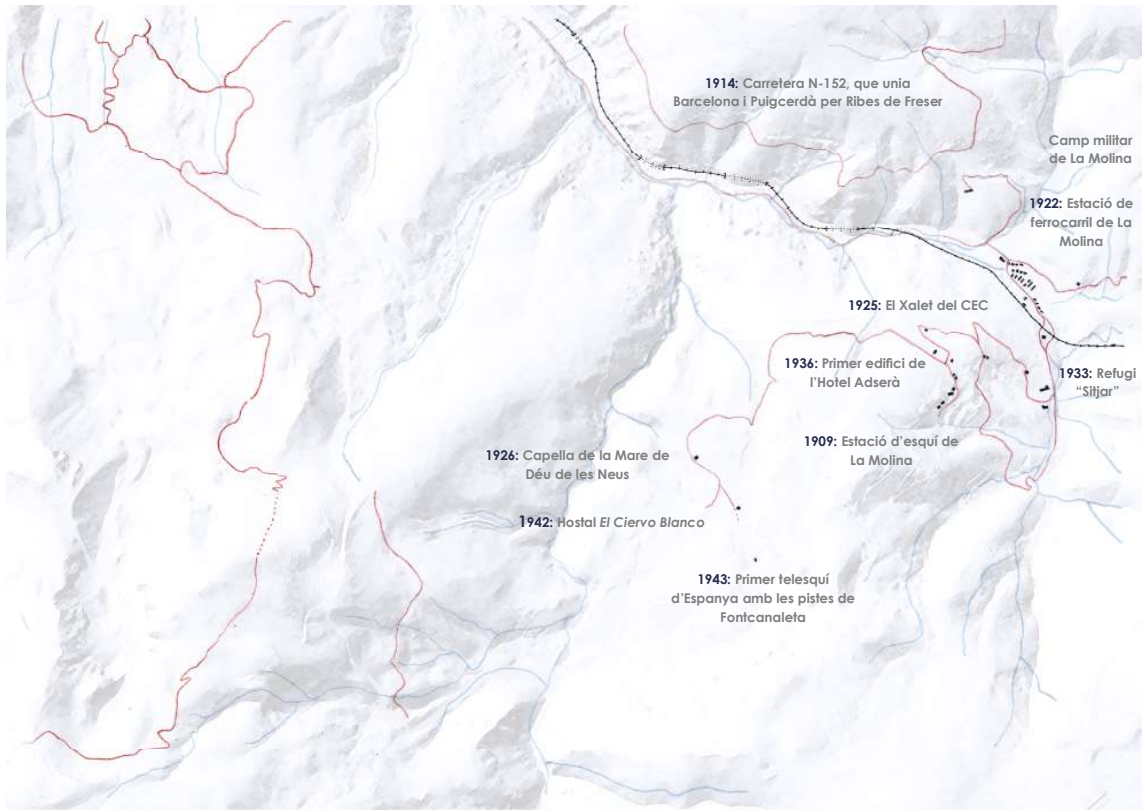 1914: Carretera N-152, que unia
Barcelona i Puigcerdà per Ribes de Freser
Camp militar
de La Molina
1922: Estació de
ferrocarril de La
Molina
1925: El Xalet del CEC
1936: Primer edifici de
l'Hotel Adserà
1933: Refugi
"Sitjar"
1909: Estació d'esquí de
La Molina
1926: Capella de la Mare de
Déu de les Neus
1942: Hostal El Ciervo Blanco
1943: Primer telesquí
d'Espanya amb les pistes de
Fontcanaleta